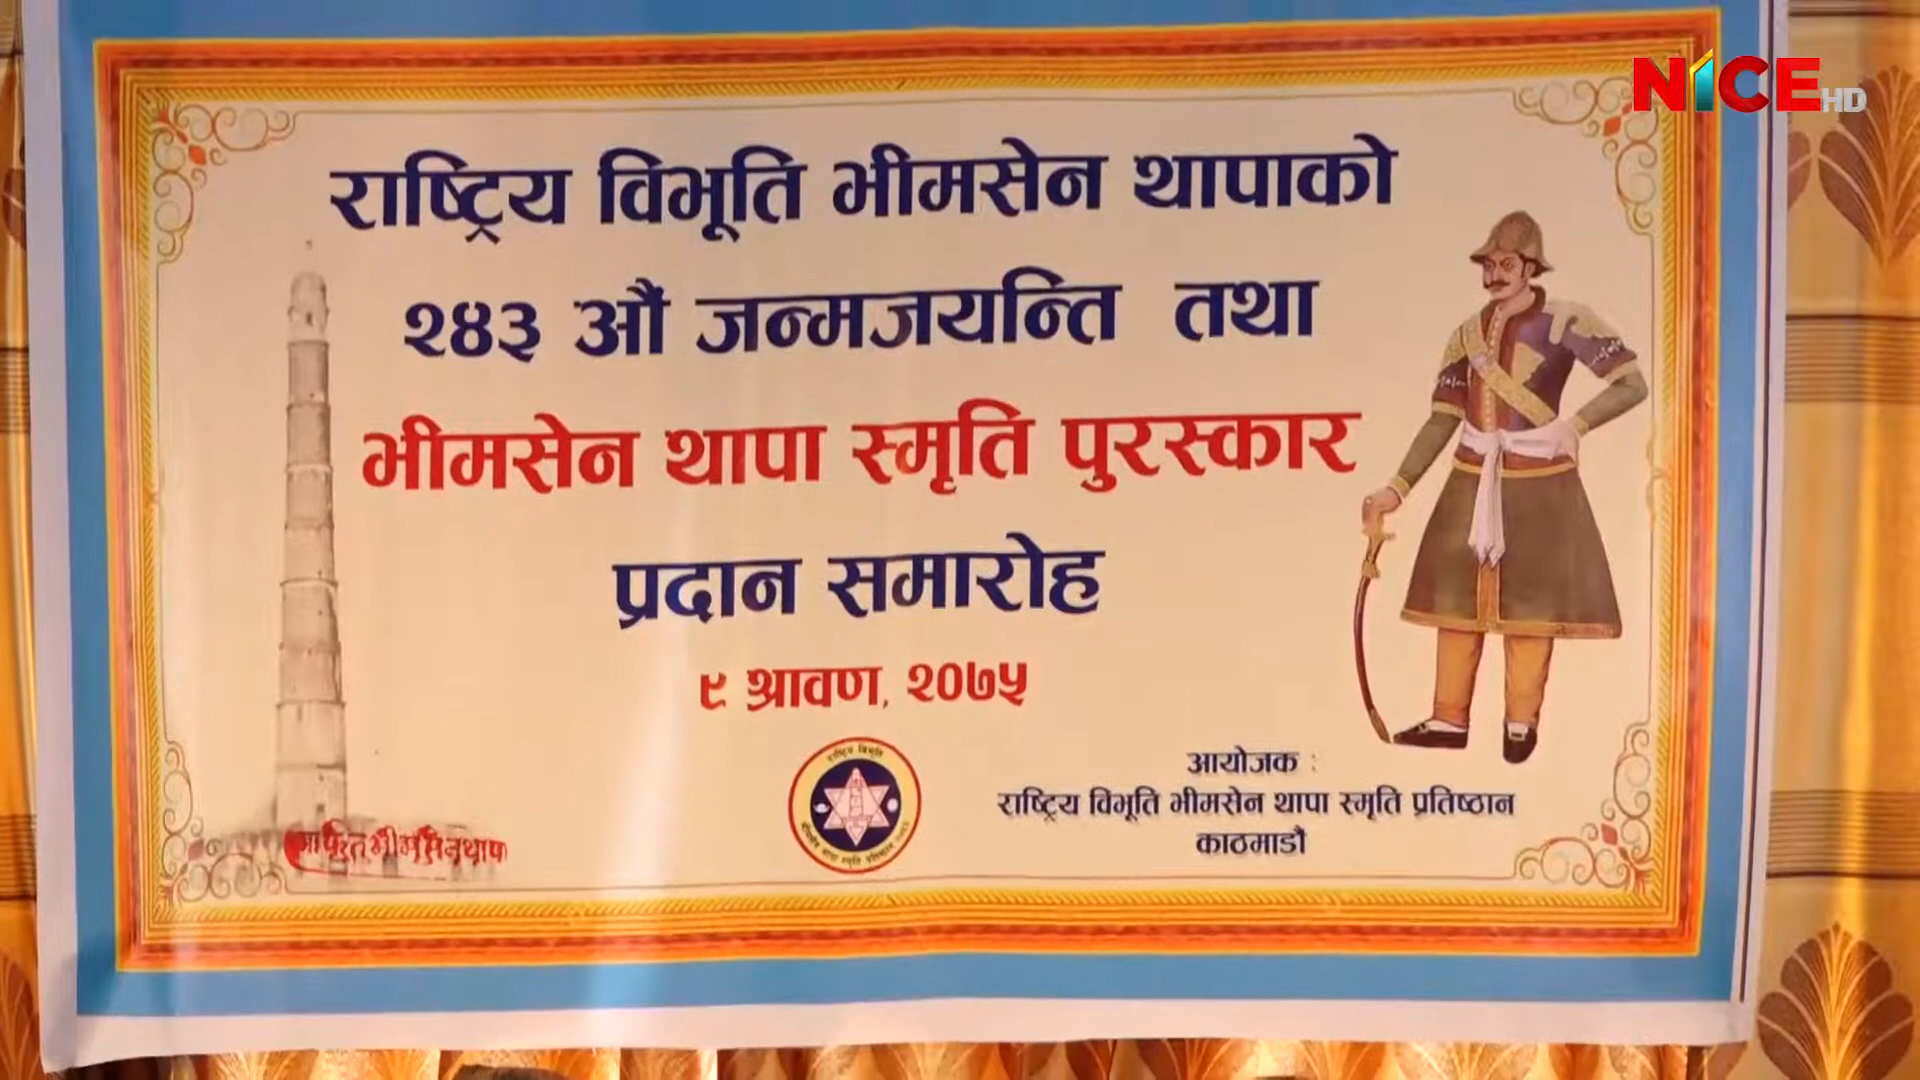 NICE HD
राष्ट्रिय विभूति भीमसेन थापाको
२४३ औं जन्मजयन्ति तथा
भीमसेन थापा स्मृति पुरस्कार
प्रदान समारोह
९ श्रावण, २०७५
आयोजक :
राष्ट्रिय विभूति भीमसेन थापा स्मृति प्रतिष्ठान
काठमाडौ
राष्ट्रिय विभूति